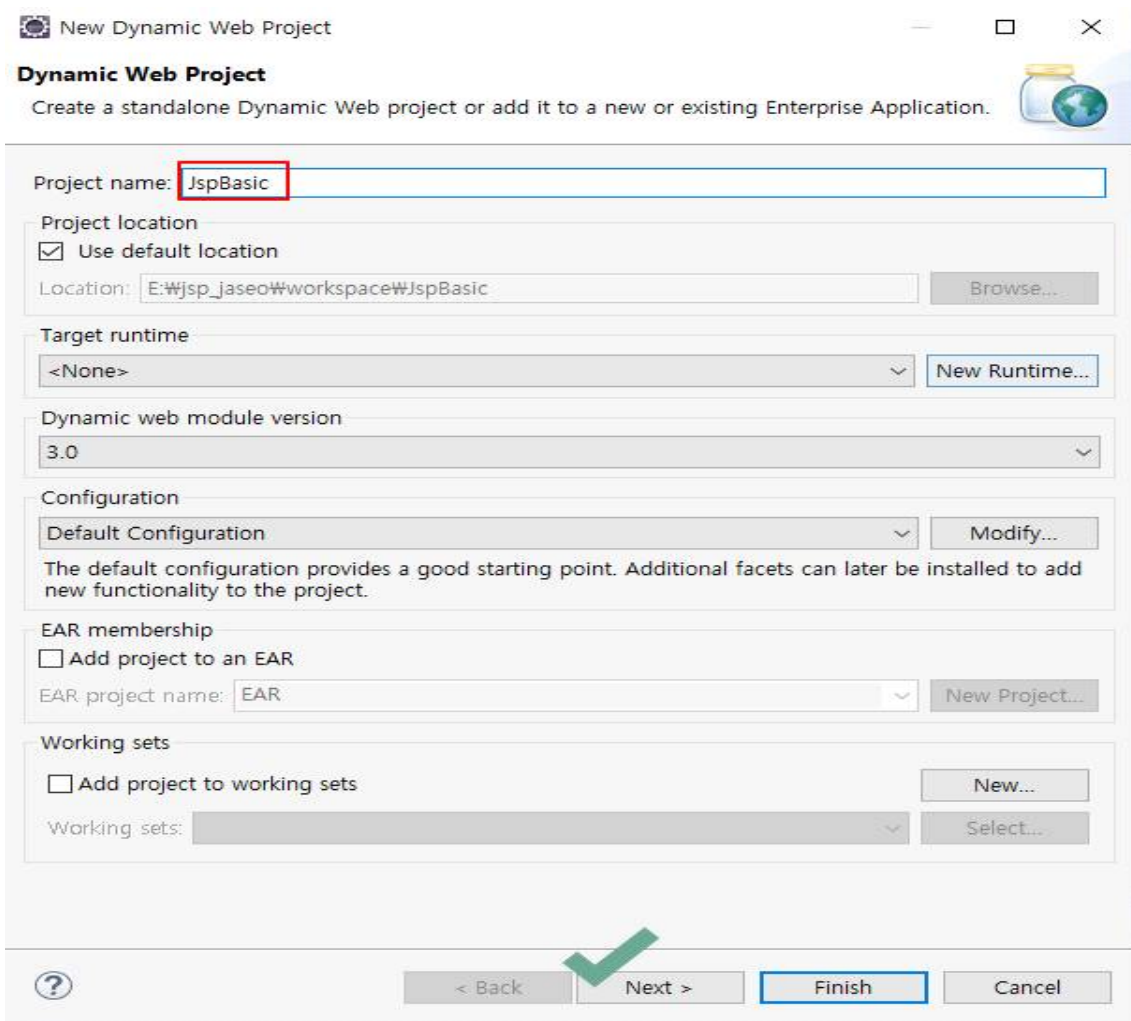 New Dynamic Web Project
Dynamic Web Project
Create a standalone Dynamic Web project or add it to a new or existing Enterprise Application.
Project name: JspBasic
Project location
Use default location
Location: E:₩jsp_jaseo₩workspace₩JspBasic Browse...
Target runtime
<None> New Runtime...
Dynamic web module version
3.0
Configuration
Default Configuration Modify...
The default configuration provides a good starting point. Additional facets can later be installed to add
new functionality to the project.
EAR membership
Add project to an EAR
EAR project name: EAR New Project...
Working sets
Add project to working sets New...
Working sets: Select...
? < Back Next > Finish Cancel